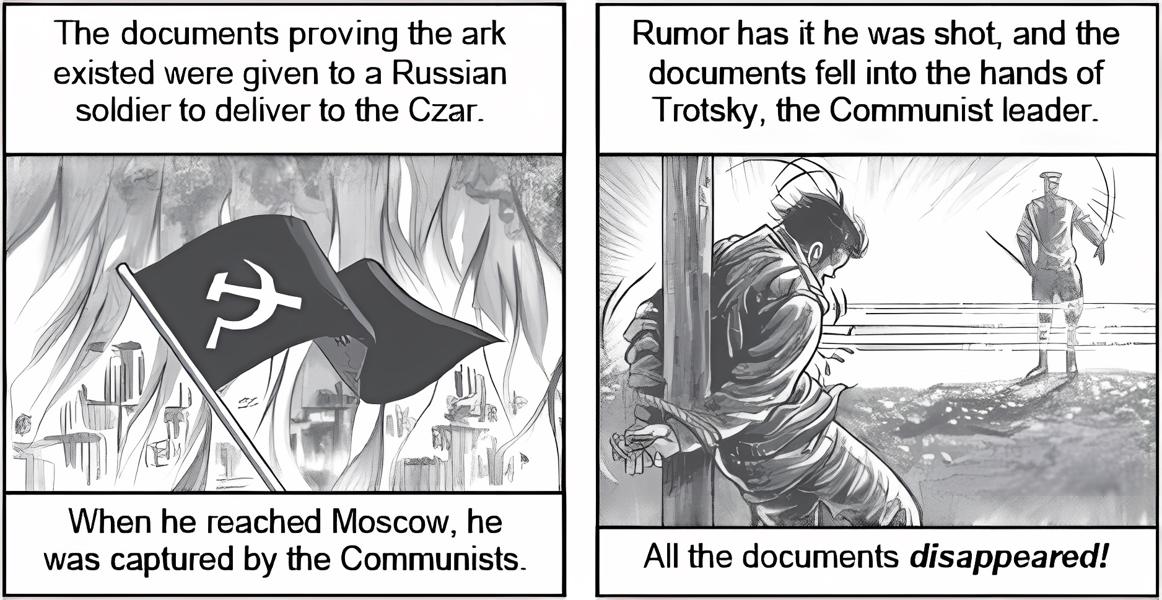 The documents proving the ark
existed were given to a Russian
soldier to deliver to the Czar.
When he reached Moscow, he
was captured by the Communists.
Rumor has it he was shot, and the
documents fell into the hands of
Trotsky, the Communist leader.
All the documents disappeared!